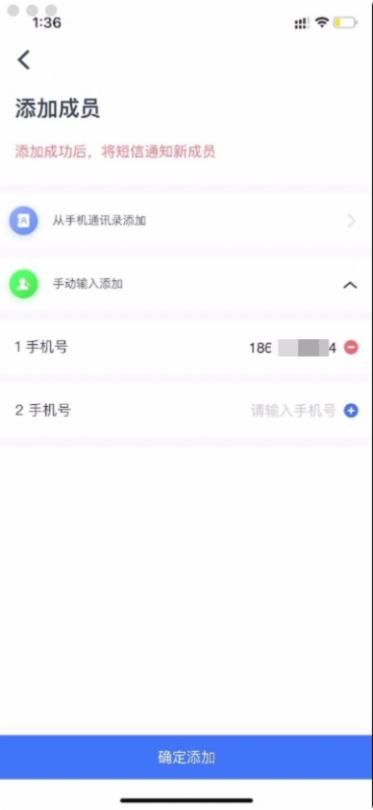 1:36
添加成员
添加成功后，将短信通知新成员
从手机通讯录添加
手动输入添加
1 手机号 186 4
2 手机号 请输入手机号
确定添加